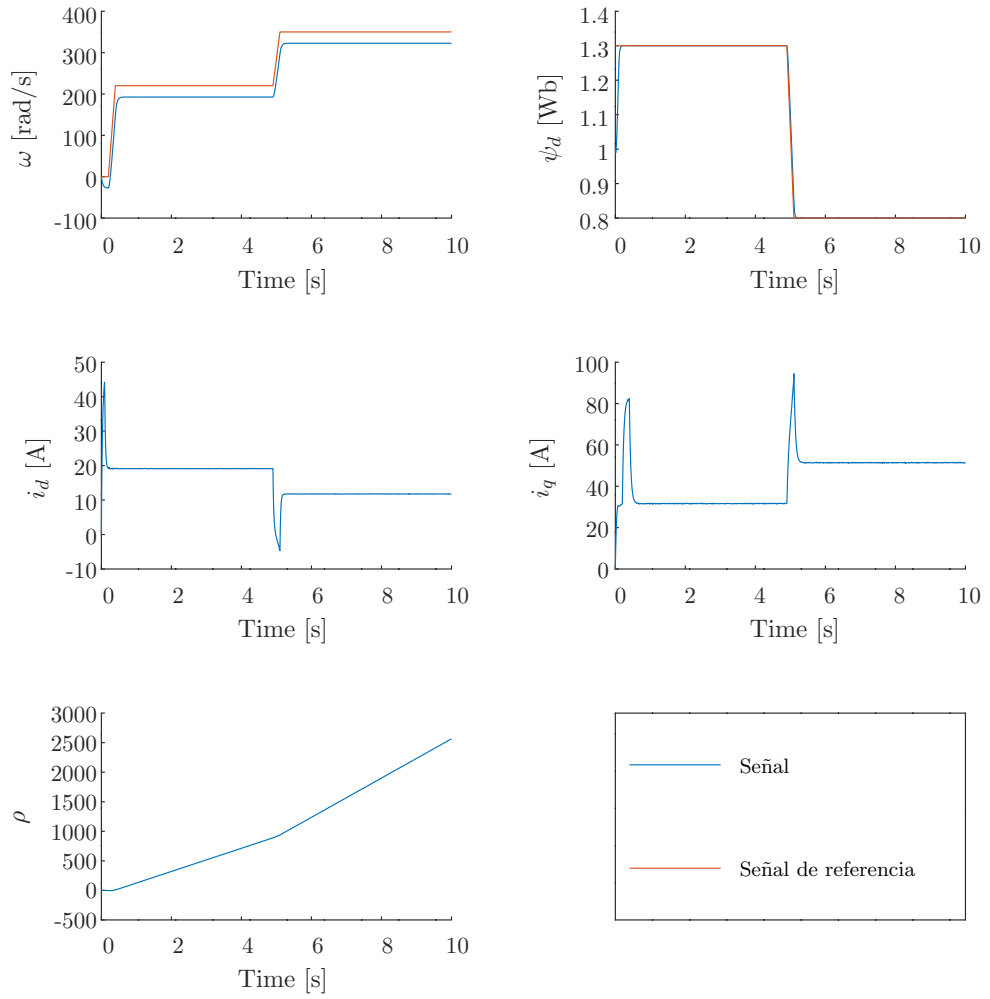 400
300
200
100
0
-100
ω [rad/s]
0 2 4 6 8 10
Time [s]
1.4
1.3
1.2
1.1
1
0.9
0.8
ψd [Wb]
0 2 4 6 8 10
Time [s]
50
40
30
20
10
0
-10
id [A]
0 2 4 6 8 10
Time [s]
100
80
60
40
20
0
iq [A]
0 2 4 6 8 10
Time [s]
3000
2500
2000
1500
1000
500
0
-500
ρ
0 2 4 6 8 10
Time [s]
Señal
Señal de referencia